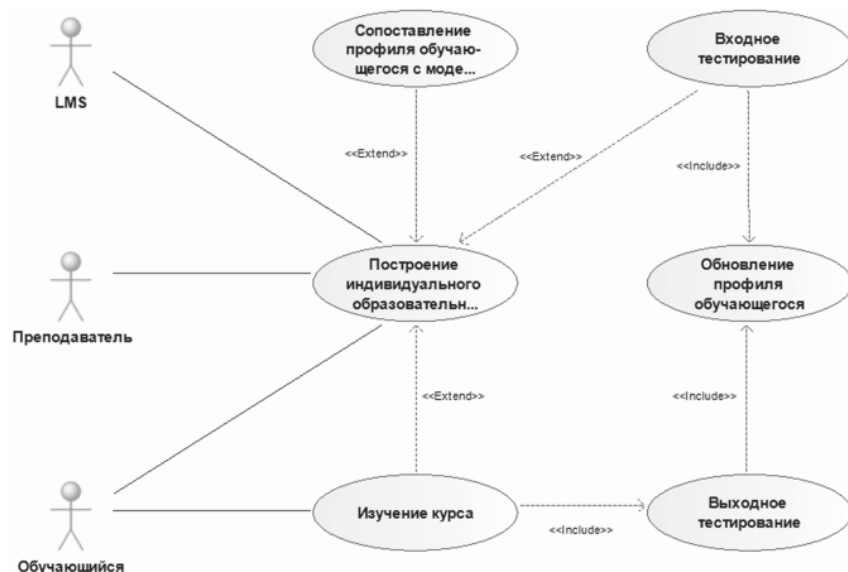 Сопоставление
профиля обучаю-
щегося с моде...
Входное
тестирование
LMS
<<Extend>>
<<Extend>>
<<Include>>
Построение
индивидуального
образовательн...
Обновление
профиля
обучающегося
Преподаватель
<<Extend>>
<<Include>>
Изучение курса
Выходное
тестирование
<<Include>>
Обучающийся